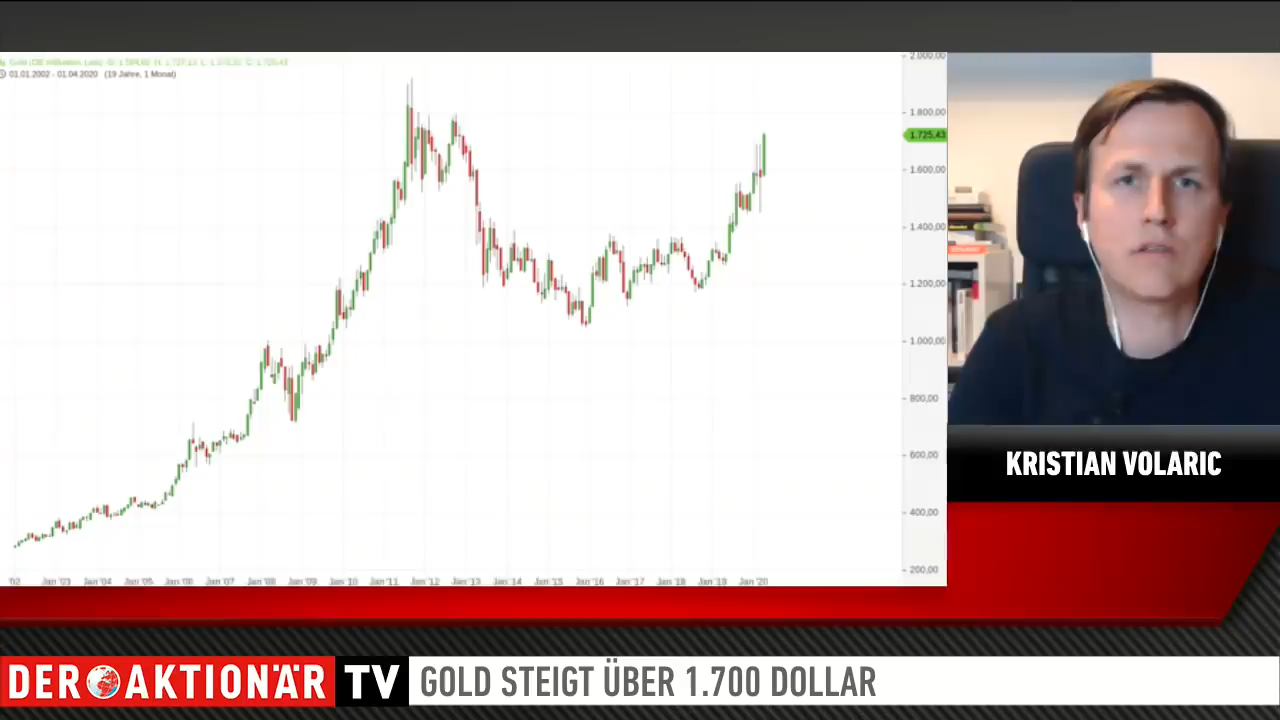 01.01.2002 - 01.04.2020 (19 Jahre, 1 Monat)
2.000,00
1.800,00
1.725,43
1.600,00
1.400,00
1.200,00
1.000,00
800,00
600,00
400,00
200,00
'02 Jan '03 Jan '04 Jan '05 Jan '06 Jan '07 Jan '08 Jan '09 Jan '10 Jan '11 Jan '12 Jan '13 Jan '14 Jan '15 Jan '16 Jan '17 Jan '18 Jan '19 Jan '20
KRISTIAN VOLARIC
DER AKTIONÄR TV
GOLD STEIGT ÜBER 1.700 DOLLAR